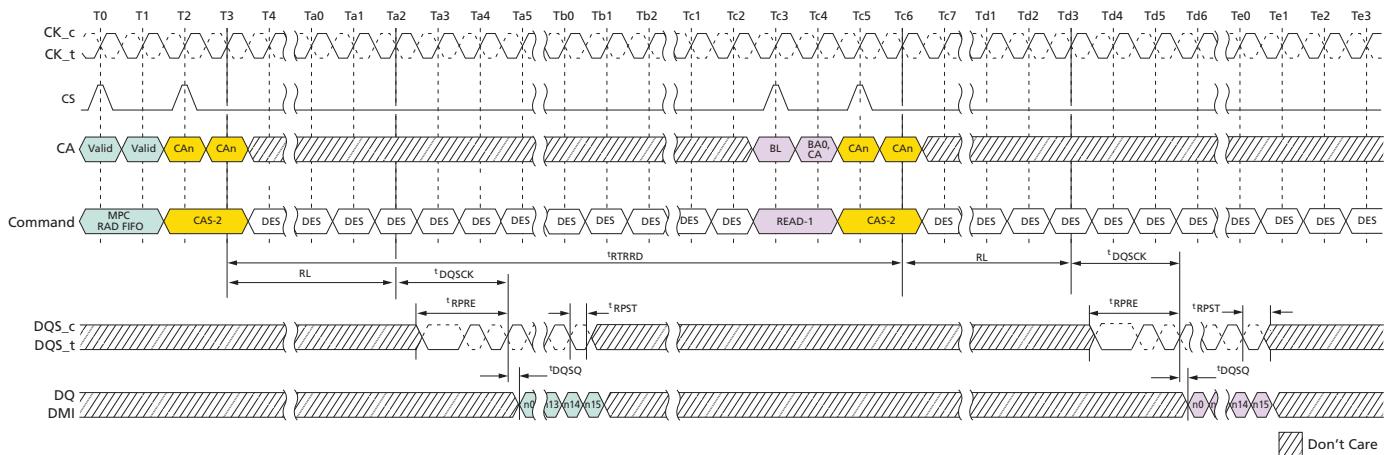 T0 T1 T2 T3 T4 Ta0 Ta1 Ta2 Ta3 Ta4 Ta5 Tb0 Tb1 Tb2 Tc1 Tc2 Tc3 Tc4 Tc5 Tc6 Tc7 Td1 Td2 Td3 Td4 Td5 Td6 Te0 Te1 Te2 Te3
CK_c
CK_t
CS
CA Valid Valid CAn CAn BL BA0, CA CAn CAn
Command MPC RAD FIFO CAS-2 DES DES DES DES DES DES DES DES DES DES DES DES READ-1 CAS-2 DES DES DES DES DES DES DES DES DES DES DES
tRTRRD
RL tDQSCK RL tDQSCK
tRPRE tRPST tRPRE tRPST
DQS_c
DQS_t
tDQSQ tDQSQ
DQ
DMI
n0 n13 n14 n15 n0 n14 n15
Don't Care